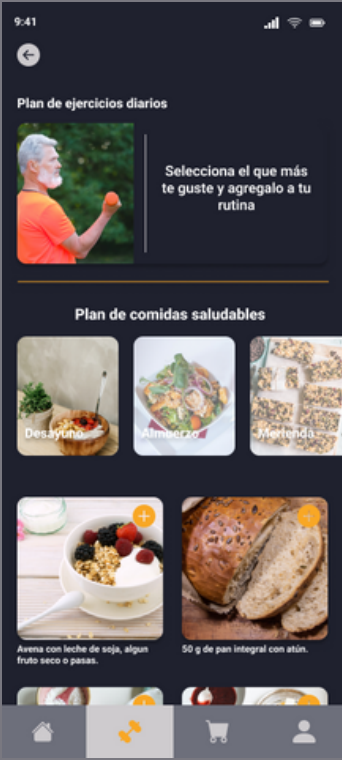 9:41
Plan de ejercicios diarios
Selecciona el que más
te guste y agregalo a tu
rutina
Plan de comidas saludables
Desayuno
Almuerzo
Merienda
Avena con leche de soja, algun
fruto seco o pasas.
50 g de pan integral con atún.